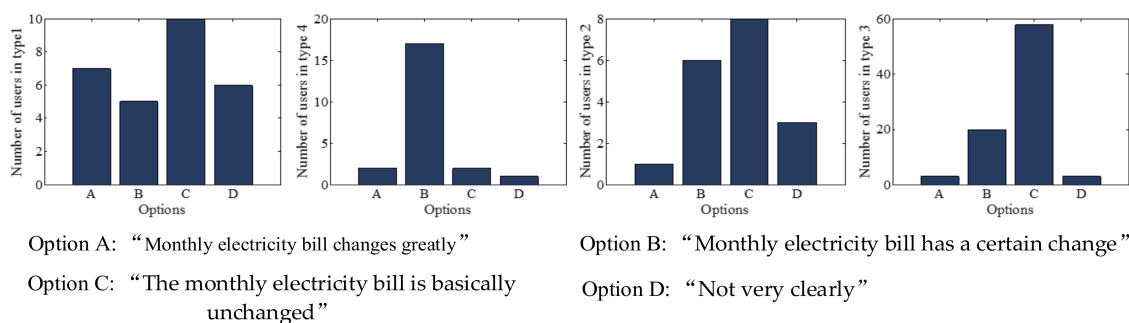 Number of users in type1
10
8
6
4
2
0
A B C D
Options
Number of users in type 4
20
15
10
5
0
A B C D
Options
Number of users in type 2
8
6
4
2
0
A B C D
Options
Number of users in type 3
60
40
20
0
A B C D
Options
Option A: “Monthly electricity bill changes greatly”
Option B: “Monthly electricity bill has a certain change”
Option C: “The monthly electricity bill is basically
unchanged”
Option D: “Not very clearly”